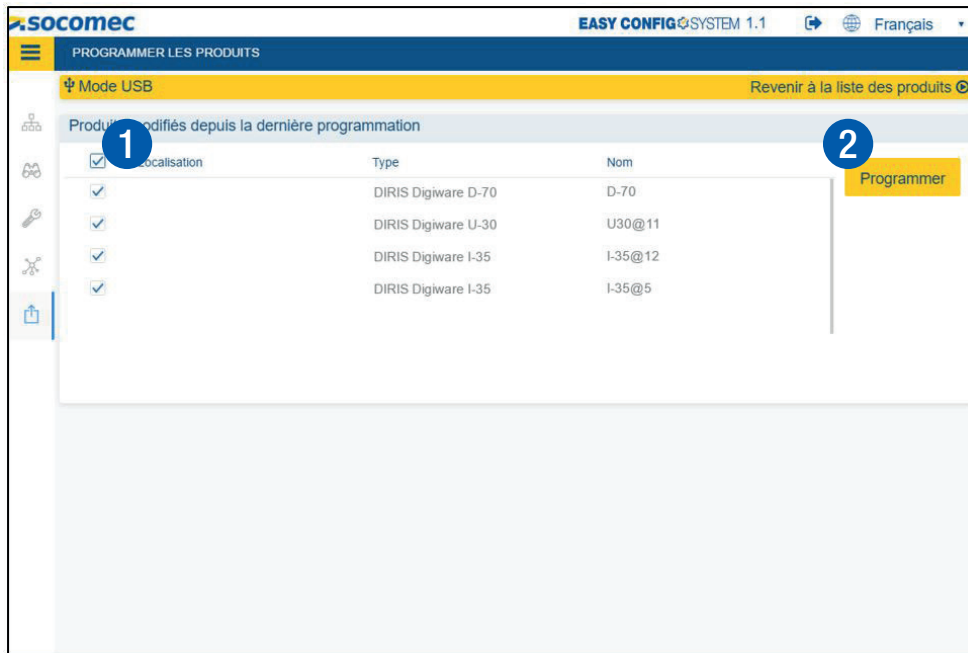 socomec
EASY CONFIG SYSTEM 1.1 Français
PROGRAMMER LES PRODUITS
Mode USB Revenir à la liste des produits
1 2
modifiés depuis la dernière programmation
Localisation Type Nom
Programmer
DIRIS Digiware D-70 D-70
DIRIS Digiware U-30 U30@11
DIRIS Digiware I-35 I-35@12
DIRIS Digiware I-35 I-35@5